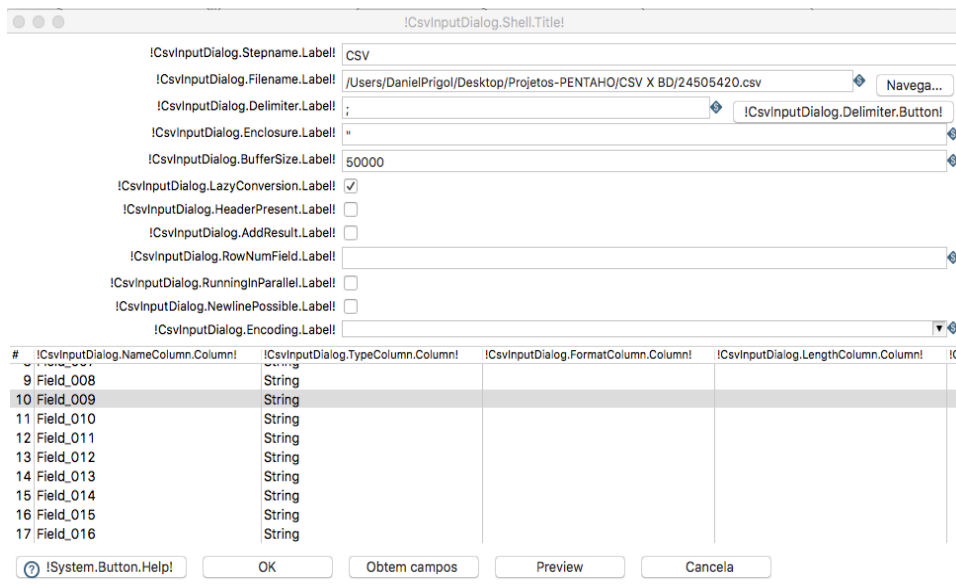 !CsvInputDialog.Shell.Title!
!CsvInputDialog.Stepname.Label! CSV
!CsvInputDialog.Filename.Label! /Users/DanielPrigol/Desktop/Projetos-PENTAHO/CSV X BD/24505420.csv Navega...
!CsvInputDialog.Delimiter.Label! ; !CsvInputDialog.Delimiter.Button!
!CsvInputDialog.Enclosure.Label! "
!CsvInputDialog.BufferSize.Label! 50000
!CsvInputDialog.LazyConversion.Label!
!CsvInputDialog.HeaderPresent.Label!
!CsvInputDialog.AddResult.Label!
!CsvInputDialog.RowNumField.Label!
!CsvInputDialog.RunningInParallel.Label!
!CsvInputDialog.NewlinePossible.Label!
!CsvInputDialog.Encoding.Label!
# !CsvInputDialog.NameColumn.Column! !CsvInputDialog.TypeColumn.Column! !CsvInputDialog.FormatColumn.Column! !CsvInputDialog.LengthColumn.Column!
9 Field_008 String
10 Field_009 String
11 Field_010 String
12 Field_011 String
13 Field_012 String
14 Field_013 String
15 Field_014 String
16 Field_015 String
17 Field_016 String
? !System.Button.Help! OK Obtem campos Preview Cancela